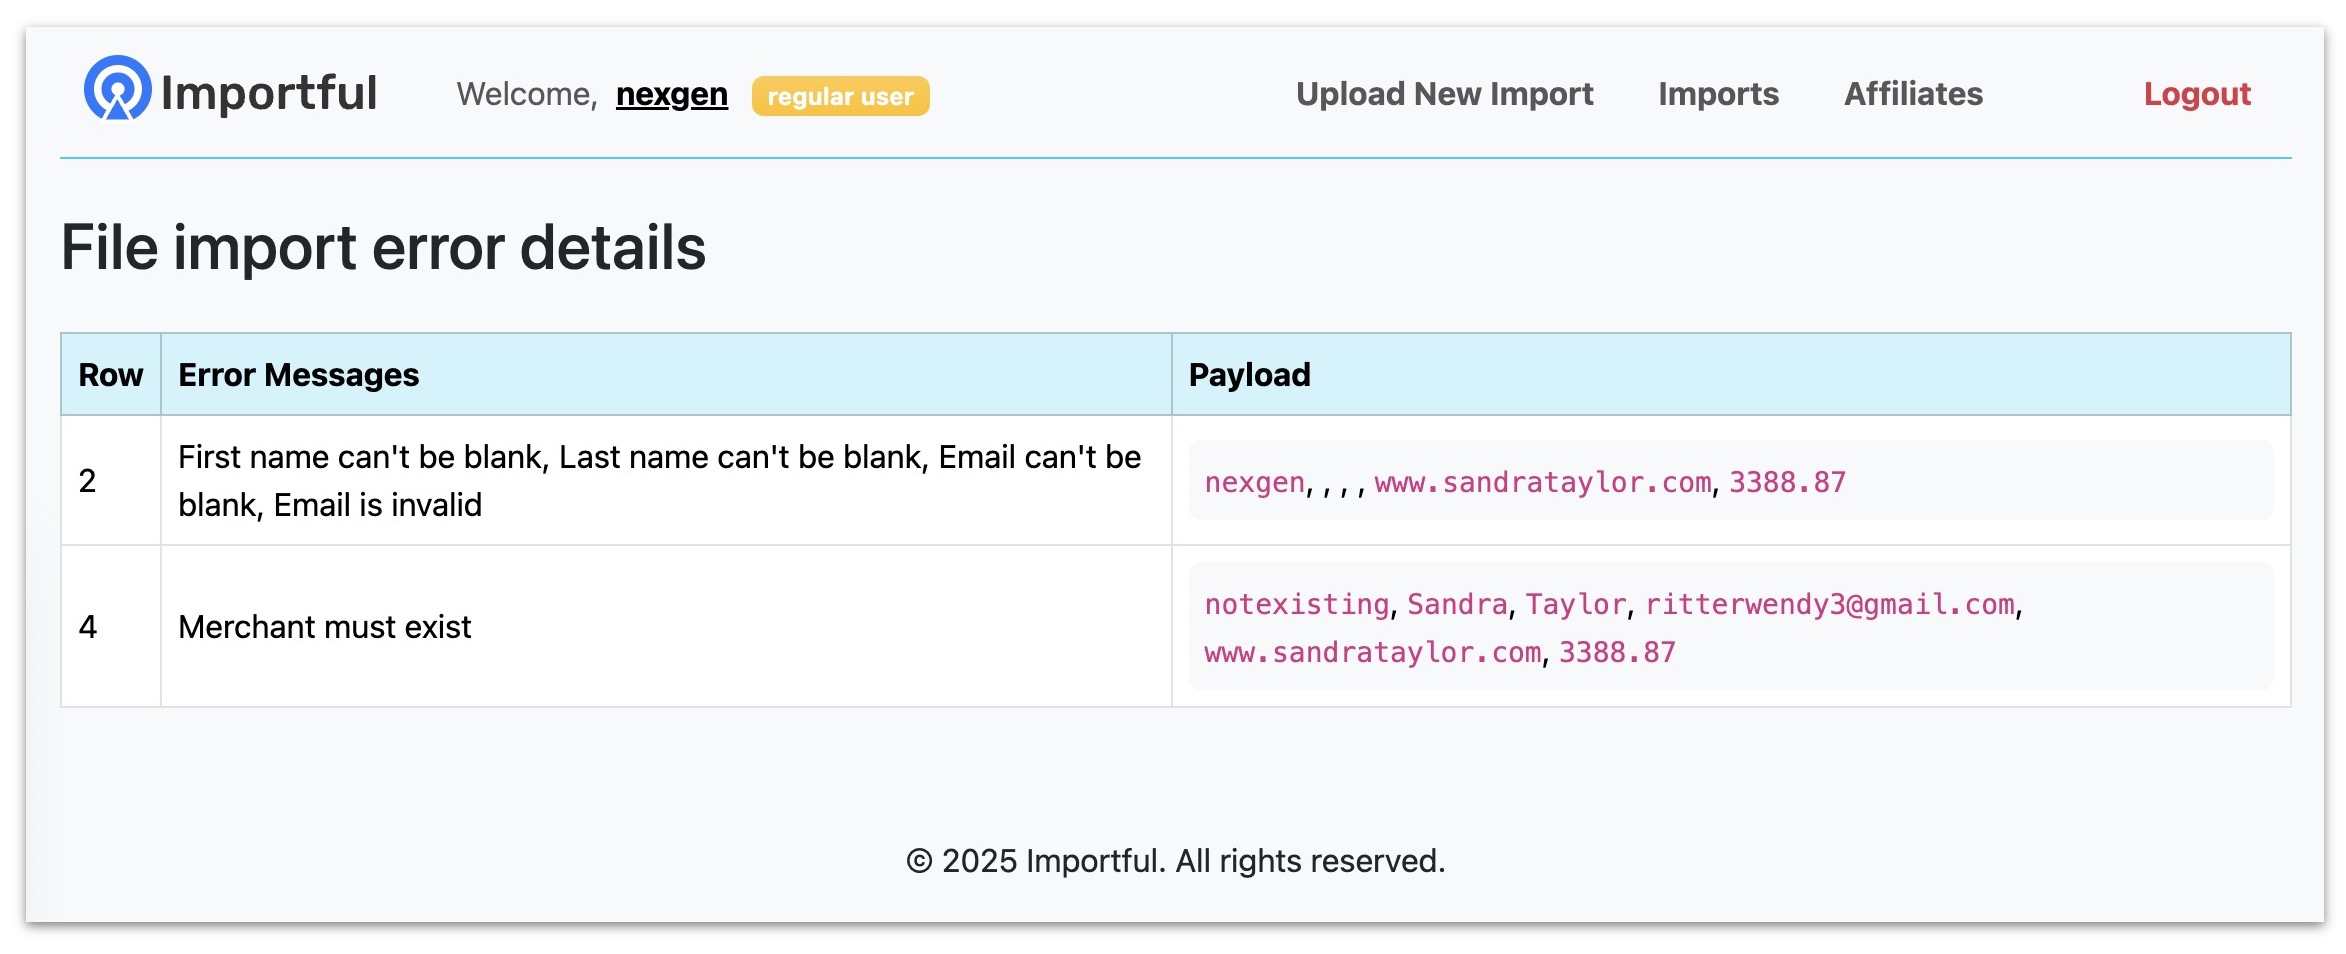 Importful Welcome, nexgen regular user Upload New Import Imports Affiliates Logout
File import error details
Row Error Messages Payload
2 First name can't be blank, Last name can't be blank, Email can't be
blank, Email is invalid
nexgen, , , , www.sandrataylor.com, 3388.87
4 Merchant must exist
notexisting, Sandra, Taylor, ritterwendy3@gmail.com,
www.sandrataylor.com, 3388.87
© 2025 Importful. All rights reserved.